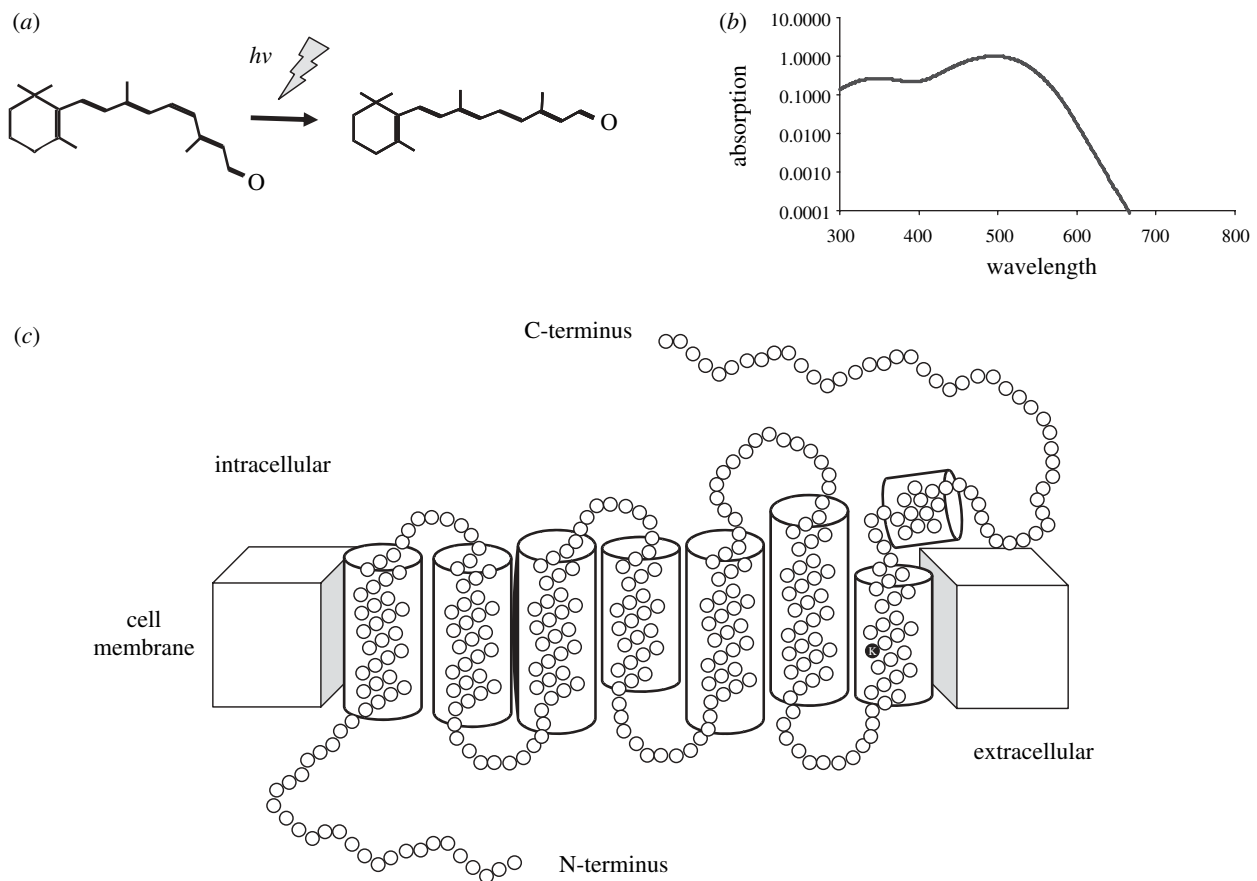 (a)
hν
O
O
(b)
10.0000
1.0000
0.1000
0.0100
0.0010
0.0001
absorption
300 400 500 600 700 800
wavelength
(c)
C-terminus
intracellular
cell
membrane
K
extracellular
N-terminus